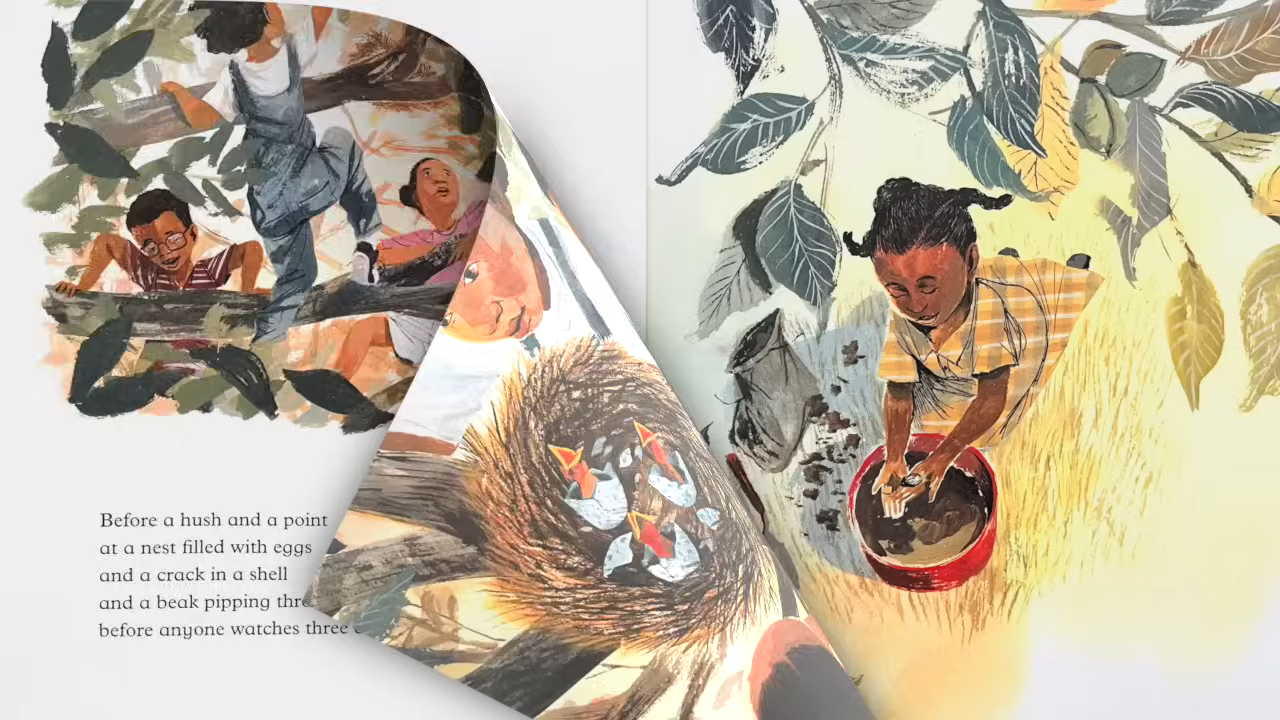 Before a hush and a point
at a nest filled with eggs
and a crack in a shell
and a beak pipping
before anyone watches three